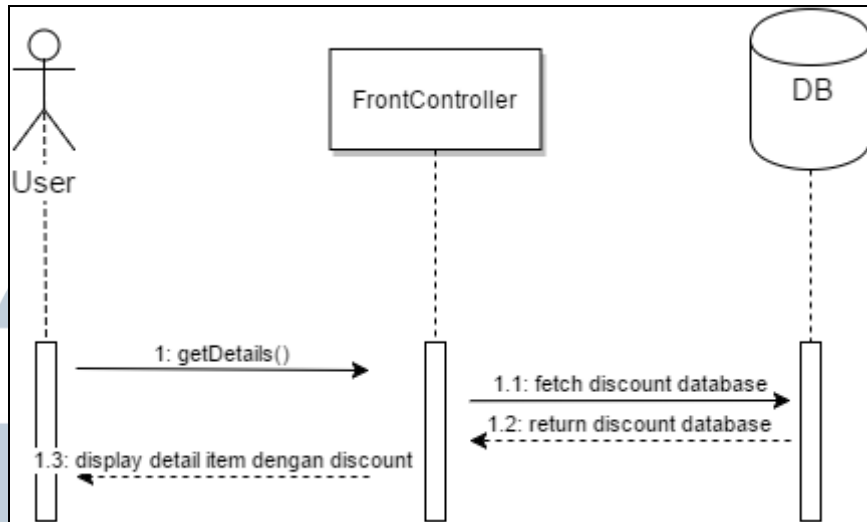 FrontController
DB
User
1: getDetails()
1.1: fetch discount database
1.2: return discount database
1.3: display detail item dengan discount